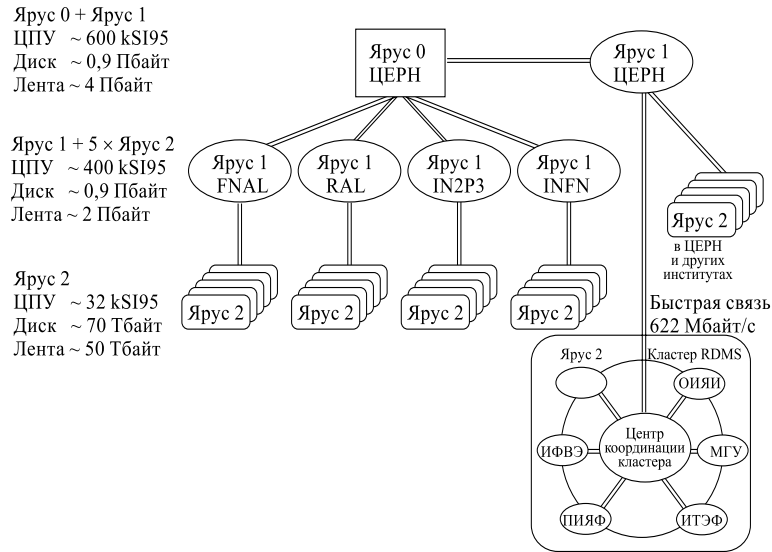 Ярус 0 + Ярус 1
ЦПУ ~ 600 kSI95
Диск ~ 0,9 Пбайт
Лента ~ 4 Пбайт
Ярус 0
ЦЕРН
Ярус 1
ЦЕРН
Ярус 1 + 5 × Ярус 2
ЦПУ ~ 400 kSI95
Диск ~ 0,9 Пбайт
Лента ~ 2 Пбайт
Ярус 1
FNAL
Ярус 1
RAL
Ярус 1
IN2P3
Ярус 1
INFN
Ярус 2
в ЦЕРН
и других
институтах
Ярус 2
ЦПУ ~ 32 kSI95
Диск ~ 70 Тбайт
Лента ~ 50 Тбайт
Ярус 2
Ярус 2
Ярус 2
Ярус 2
Быстрая связь
622 Мбайт/с
Ярус 2
Кластер RDMS
ОИЯИ
ИФВЭ
Центр
координации
кластера
МГУ
ПИЯФ
ИТЭФ